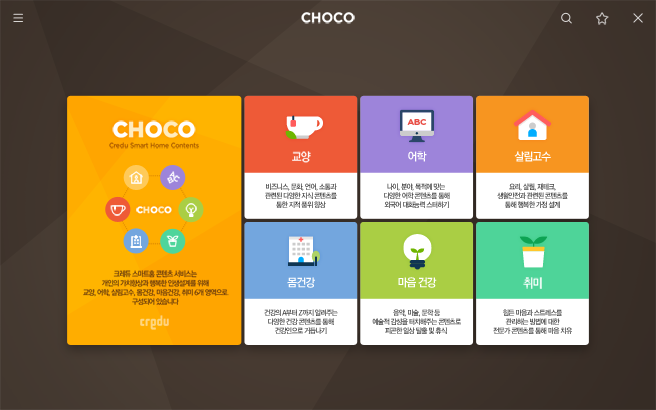 CHOCO
CHOCO
Credu Smart Home Contents
CHOCO
크레듀 스마트홈 콘텐츠 서비스는
개인의 가치향상과 행복한 인생설계를 위해
교양, 어학, 살림고수, 몸건강, 마음건강, 취미 6개 영역으로
구성되어 있습니다
credu
교양
비즈니스, 문화, 언어, 소통과
관련된 다양한 지식 콘텐츠를
통한 지적 품위 향상
ABC
어학
나이, 분야, 목적에 맞는
다양한 어학 콘텐츠를 통해
외국어 대화능력 스터하기
살림고수
요리, 살림, 재테크,
생활안전과 관련된 콘텐츠를
통해 행복한 가정 설계
몸건강
건강의 A부터 Z까지 알려주는
다양한 건강 콘텐츠를 통해
건강인으로 거듭나기
마음 건강
음악, 미술, 문학 등
예술적 감성을 터치해주는 콘텐츠로
피곤한 일상 탈출 및 휴식
취미
힘든 마음과 스트레스를
관리하는 방법에 대한
전문가 콘텐츠를 통해 마음 치유